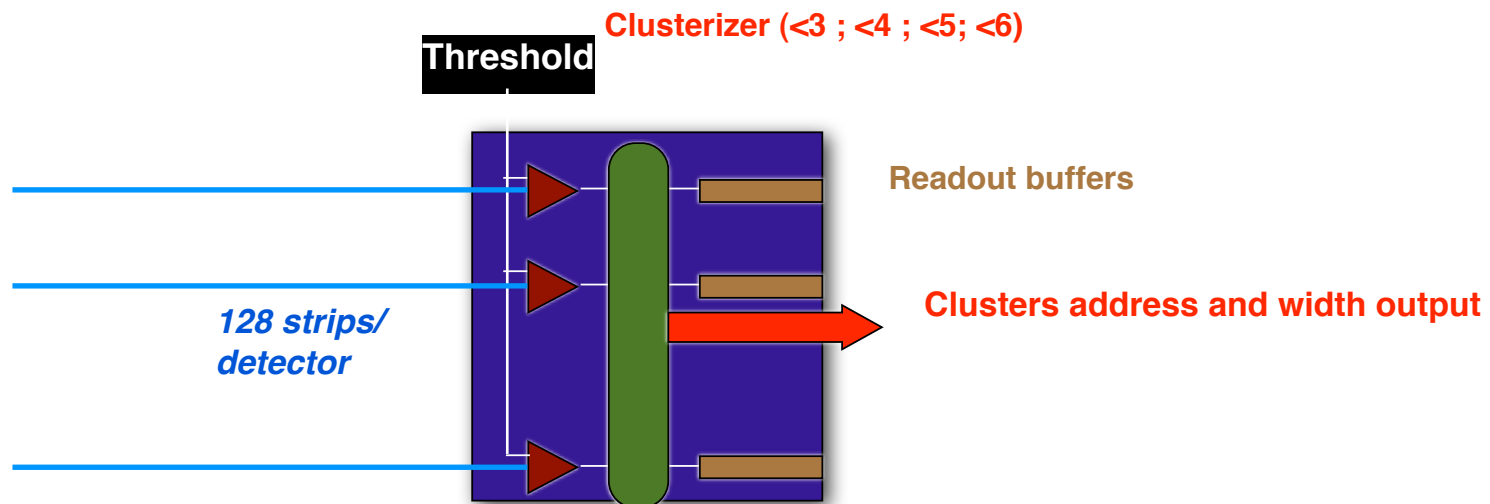 Clusterizer (<3 ; <4 ; <5; <6)
Threshold
Readout buffers
Clusters address and width output
128 strips/
detector